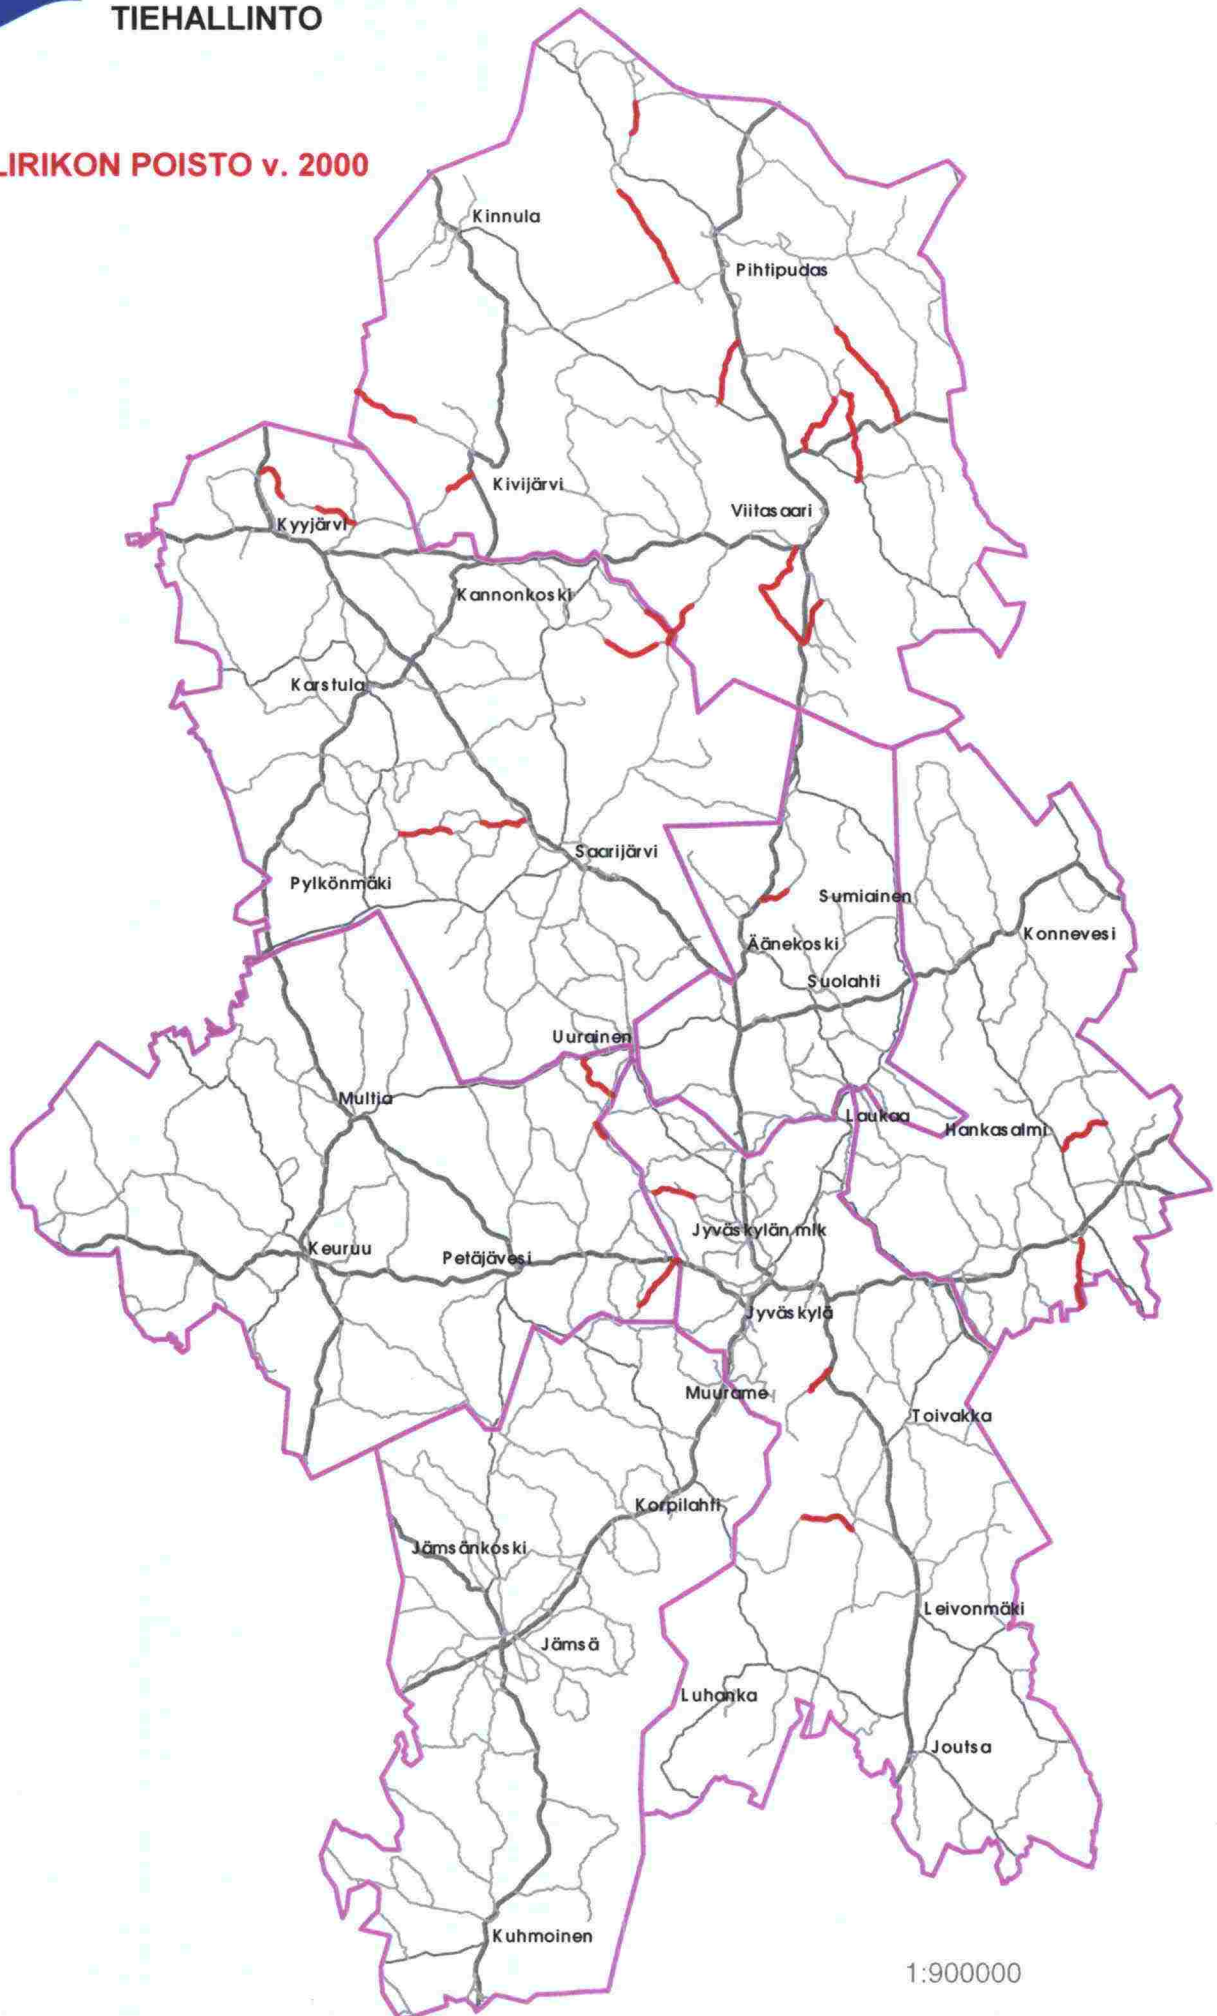 TIEHALLINTO
LIRIKON POISTO v. 2000
Kinnula
Pihtipudas
Kivijärvi
Viitasaari
Kyyjärvi
Kannonkoski
Karstula
Saarijärvi
Pylkönmäki
Sumiainen
Konnevesi
Äänekoski
Suolahti
Uurainen
Multia
Laukaa
Hankasalmi
Jyväskylän mlk
Keuruu
Petäjävesi
Jyväskylä
Muurame
Toivakka
Korpilahti
Jämsänkoski
Leivonmäki
Jämsä
Luhanka
Joutsa
Kuhmoinen
1:900000